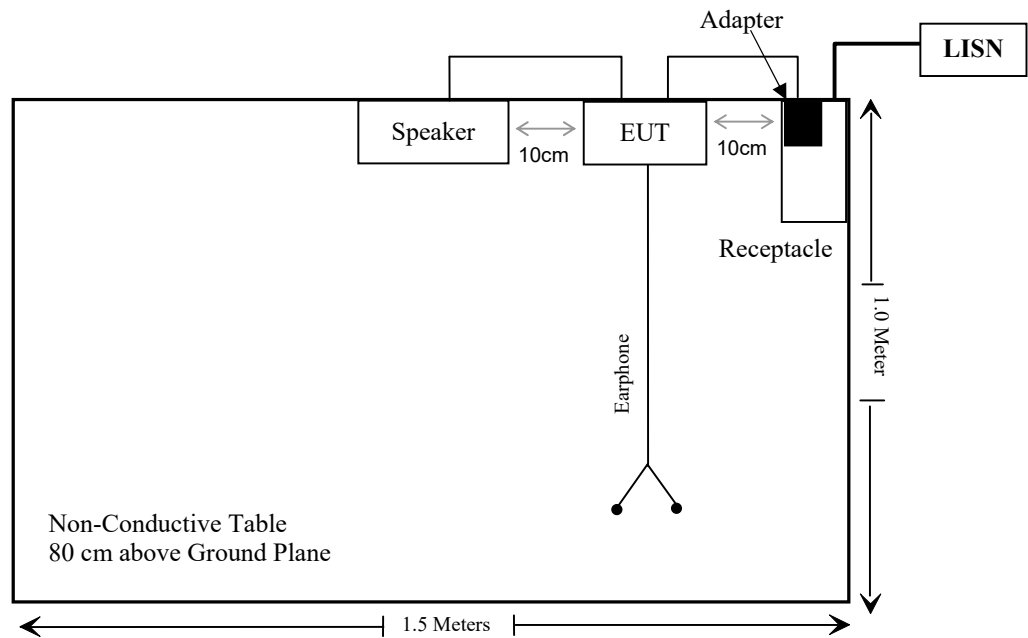 Adapter
LISN
Speaker
EUT
10cm
10cm
Receptacle
1.0 Meter
Earphone
Non-Conductive Table
80 cm above Ground Plane
1.5 Meters